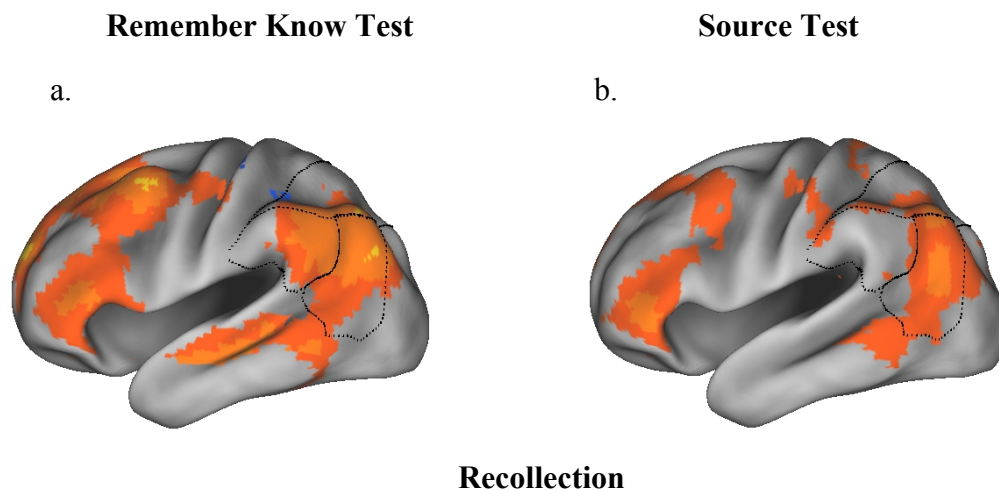 Remember Know Test
Source Test
a.
b.
Recollection